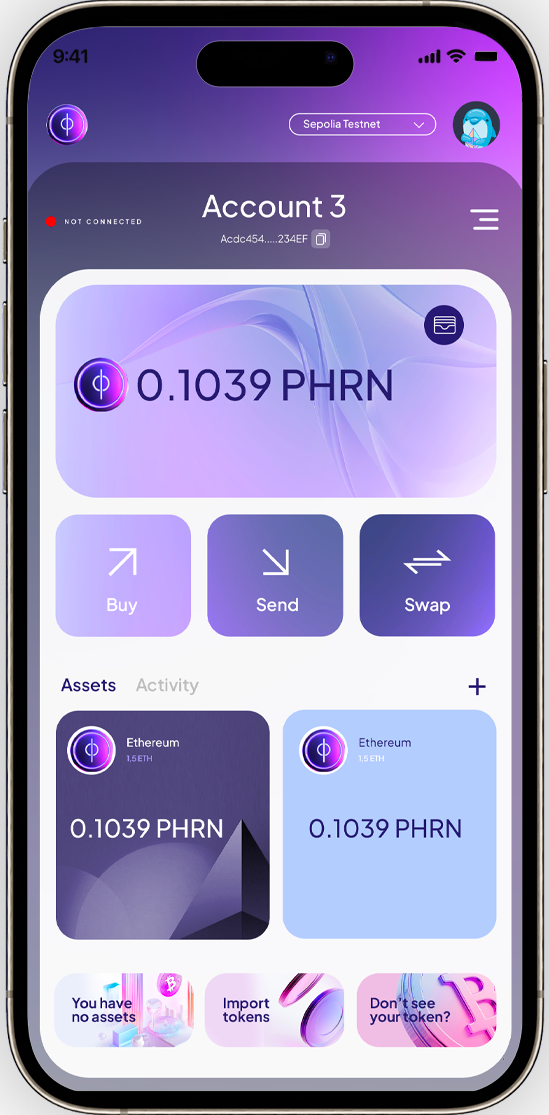 9:41
Sepolia Testnet
Account 3
NOT CONNECTED
Acdc454.....234EF
0.1039 PHRN
Buy
Send
Swap
Assets
Activity
+
Ethereum
1,5 ETH
0.1039 PHRN
Ethereum
1,5 ETH
0.1039 PHRN
You have
no assets
Import
tokens
Don't see
your token?